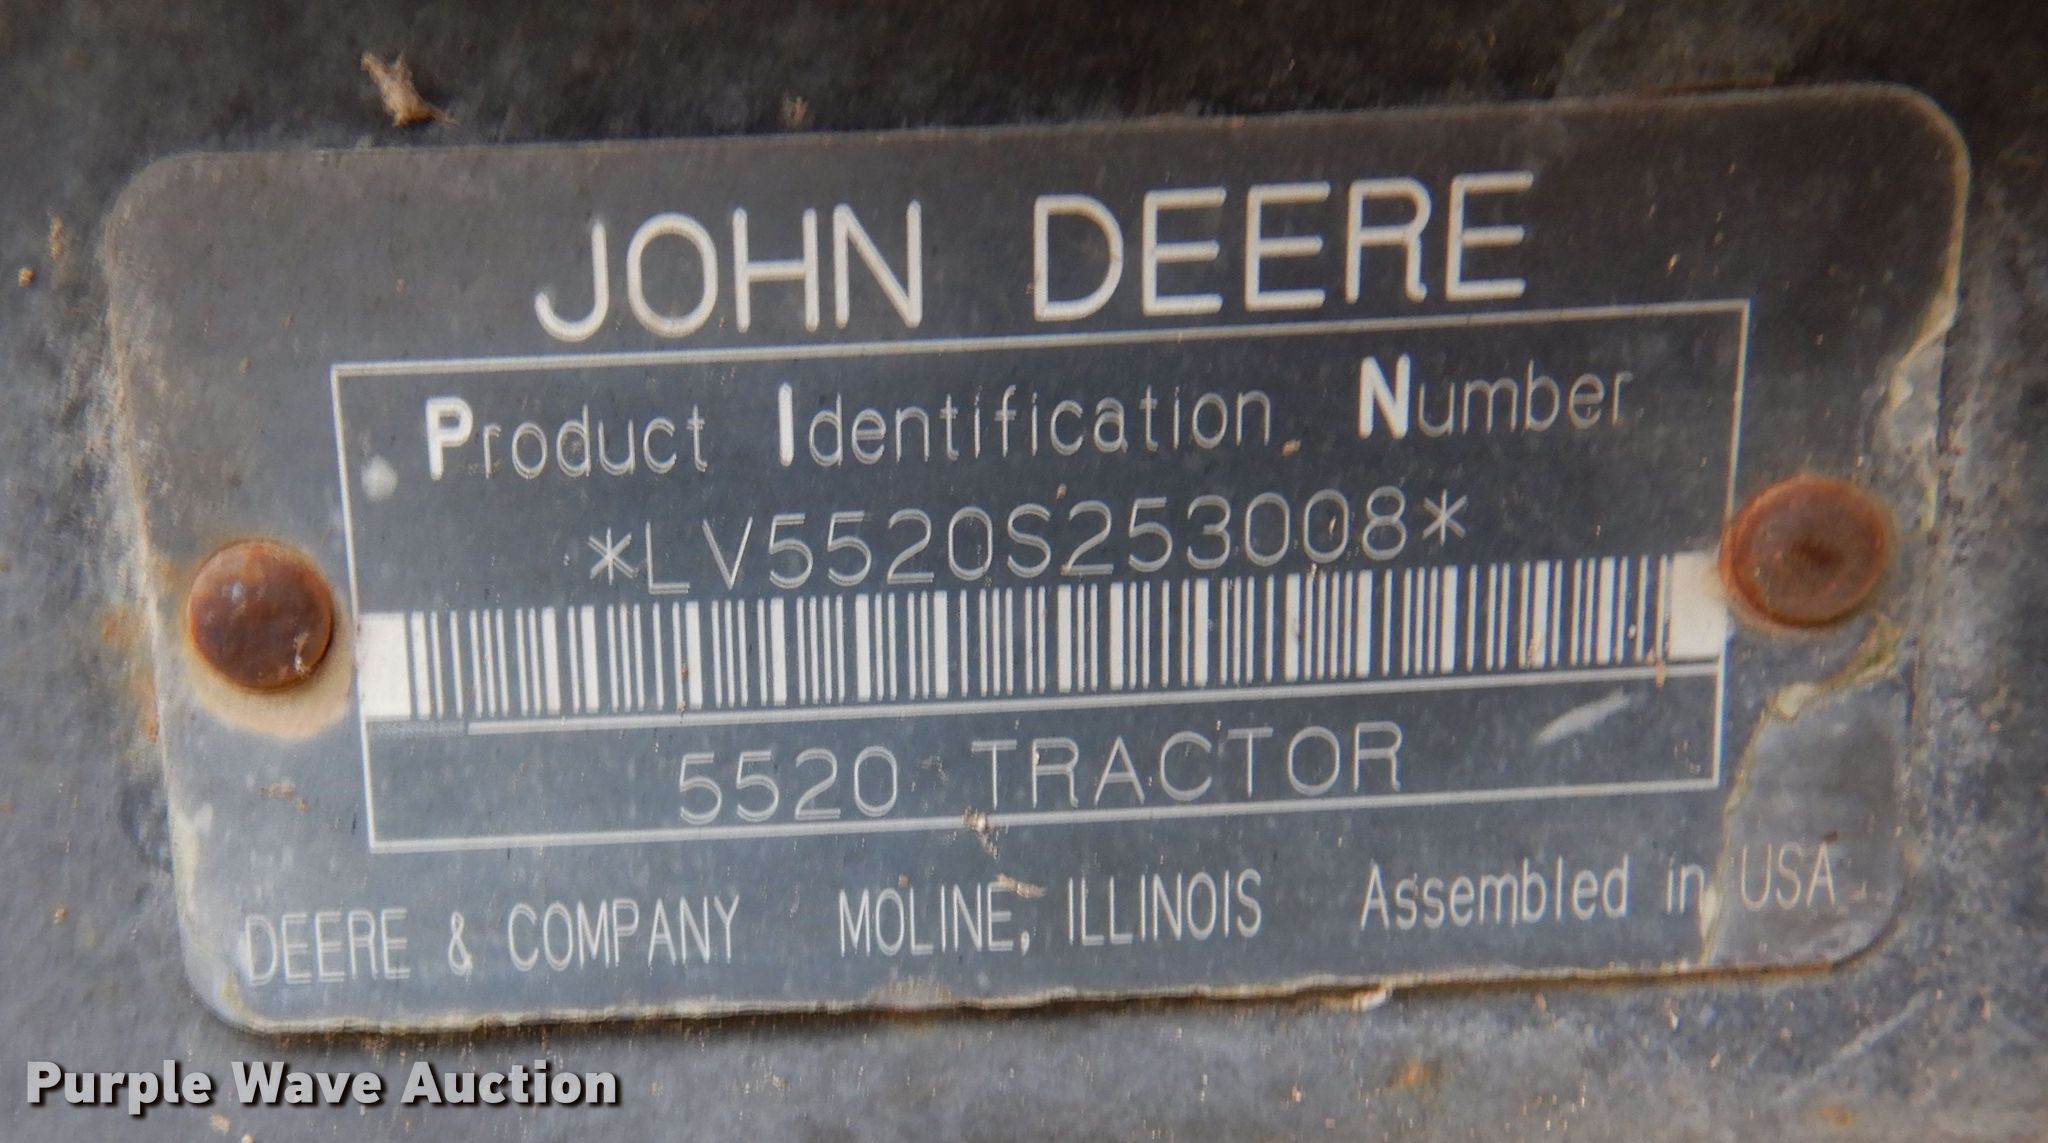 JOHN DEERE
Product Identification Number
*LV5520S253008*
5520 TRACTOR
DEERE & COMPANY MOLINE, ILLINOIS Assembled in USA
Purple Wave Auction